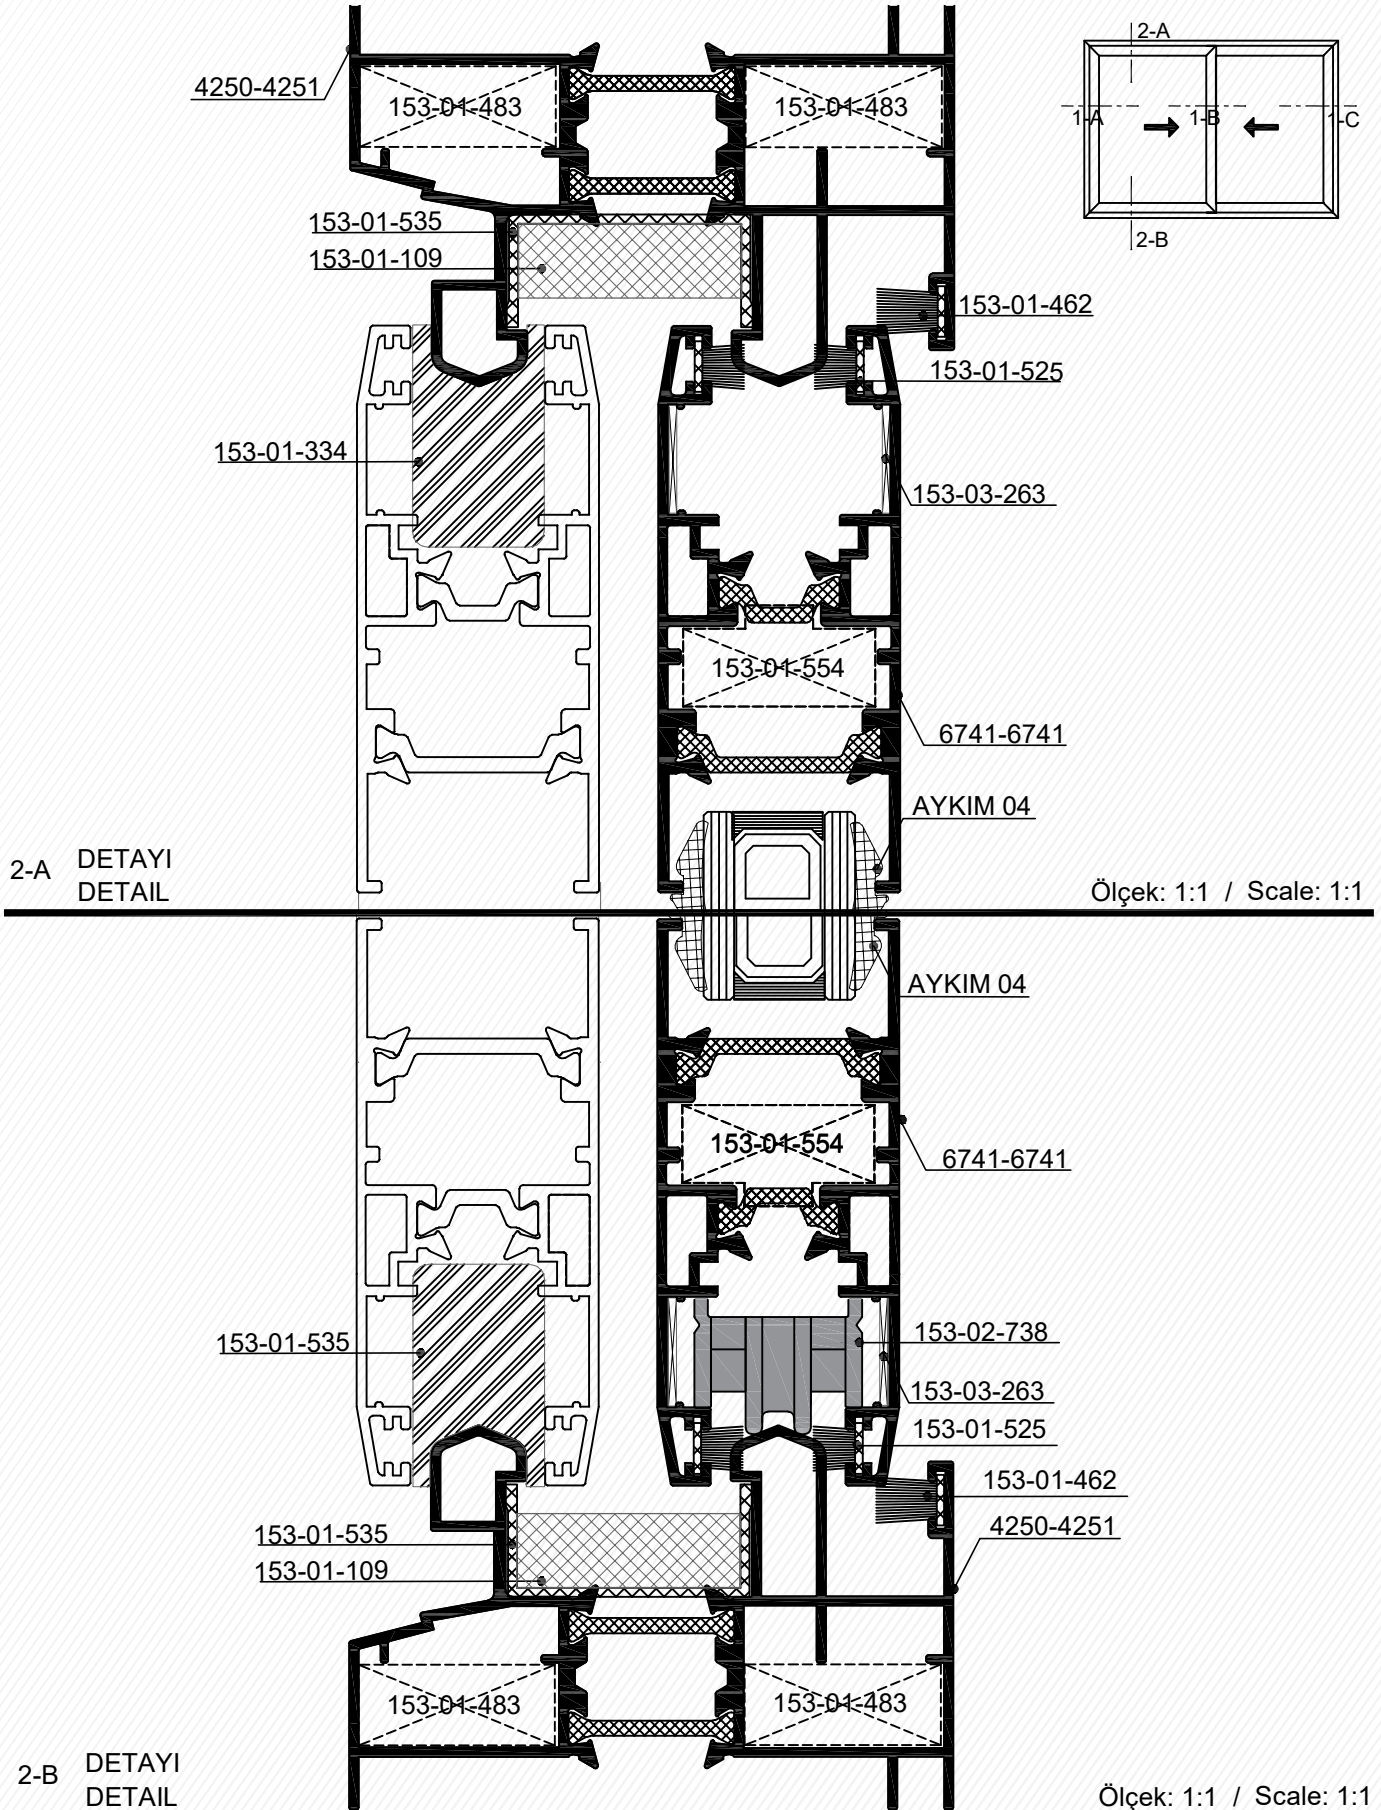 4250-4251
153-01-483
153-01-483
2-A
1-A
1-B
1-C
2-B
153-01-535
153-01-109
153-01-462
153-01-525
153-01-334
153-03-263
153-01-554
6741-6741
AYKIM 04
2-A DETAYI
DETAIL
Ölçek: 1:1 / Scale: 1:1
AYKIM 04
153-01-554
6741-6741
153-01-535
153-02-738
153-03-263
153-01-525
153-01-462
4250-4251
153-01-535
153-01-109
153-01-483
153-01-483
2-B DETAYI
DETAIL
Ölçek: 1:1 / Scale: 1:1